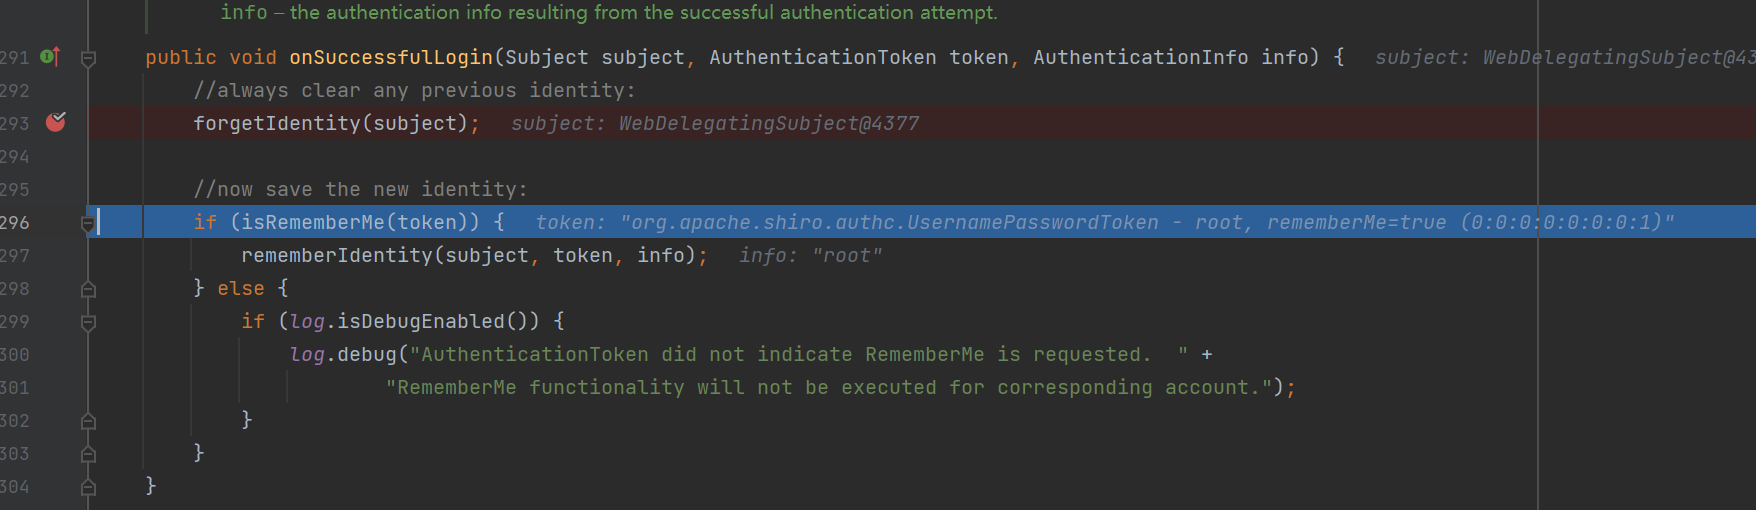 info – the authentication info resulting from the successful authentication attempt.
291 public void onSuccessfulLogin(Subject subject, AuthenticationToken token, AuthenticationInfo info) { subject: WebDelegatingSubject@43
292 //always clear any previous identity:
293 forgetIdentity(subject); subject: WebDelegatingSubject@4377
294
295 //now save the new identity:
296 if (isRememberMe(token)) { token: "org.apache.shiro.authc.UsernamePasswordToken - root, rememberMe=true (0:0:0:0:0:0:0:1)"
297 rememberIdentity(subject, token, info); info: "root"
298 } else {
299 if (log.isDebugEnabled()) {
300 log.debug("AuthenticationToken did not indicate RememberMe is requested.  " +
301 "RememberMe functionality will not be executed for corresponding account.");
302 }
303 }
304 }